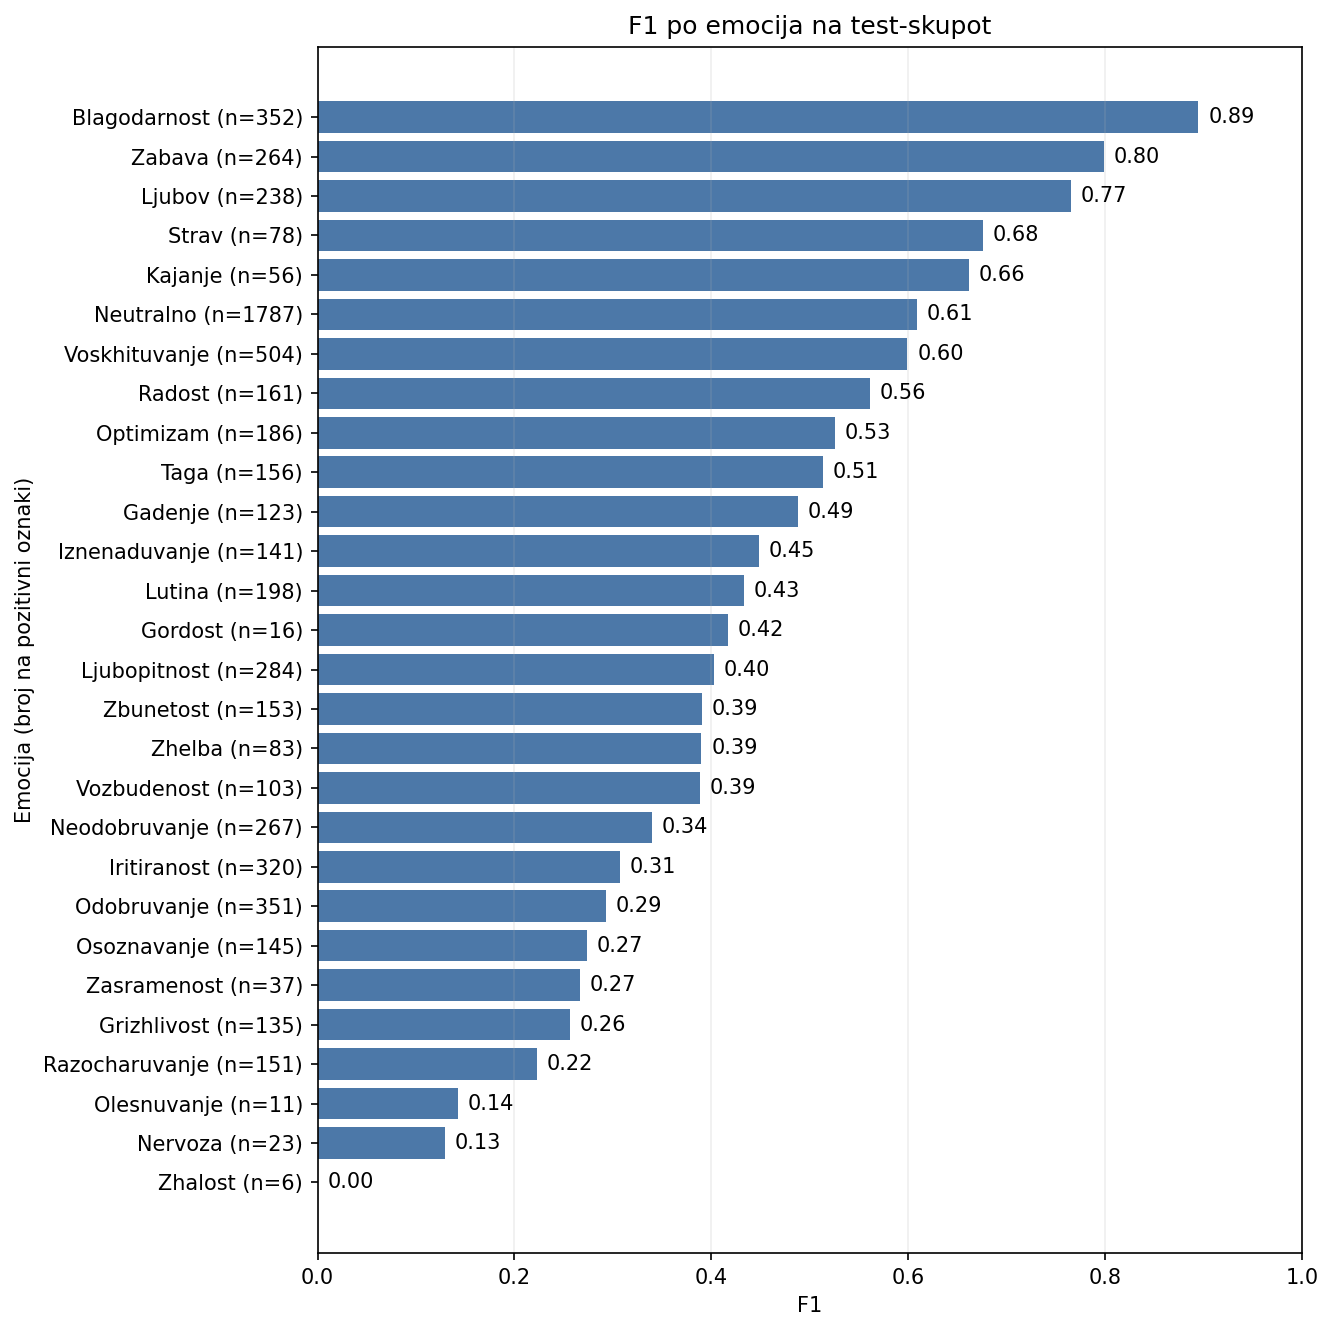 F1 po emocija na test-skupot
Blagodarnost (n=352) 0.89
Zabava (n=264) 0.80
Ljubov (n=238) 0.77
Strav (n=78) 0.68
Kajanje (n=56) 0.66
Neutralno (n=1787) 0.61
Voskhituvanje (n=504) 0.60
Radost (n=161) 0.56
Optimizam (n=186) 0.53
Taga (n=156) 0.51
Gadenje (n=123) 0.49
Iznenaduvanje (n=141) 0.45
Lutina (n=198) 0.43
Gordost (n=16) 0.42
Ljubopitnost (n=284) 0.40
Zbunetost (n=153) 0.39
Zhelba (n=83) 0.39
Vozbudenost (n=103) 0.39
Neodobruvanje (n=267) 0.34
Iritiranost (n=320) 0.31
Odobruvanje (n=351) 0.29
Osoznavanje (n=145) 0.27
Zasramenost (n=37) 0.27
Grizhlivost (n=135) 0.26
Razocharuvanje (n=151) 0.22
Olesnuvanje (n=11) 0.14
Nervoza (n=23) 0.13
Zhalost (n=6) 0.00
Emocija (broj na pozitivni oznaki)
0.0 0.2 0.4 0.6 0.8 1.0
F1